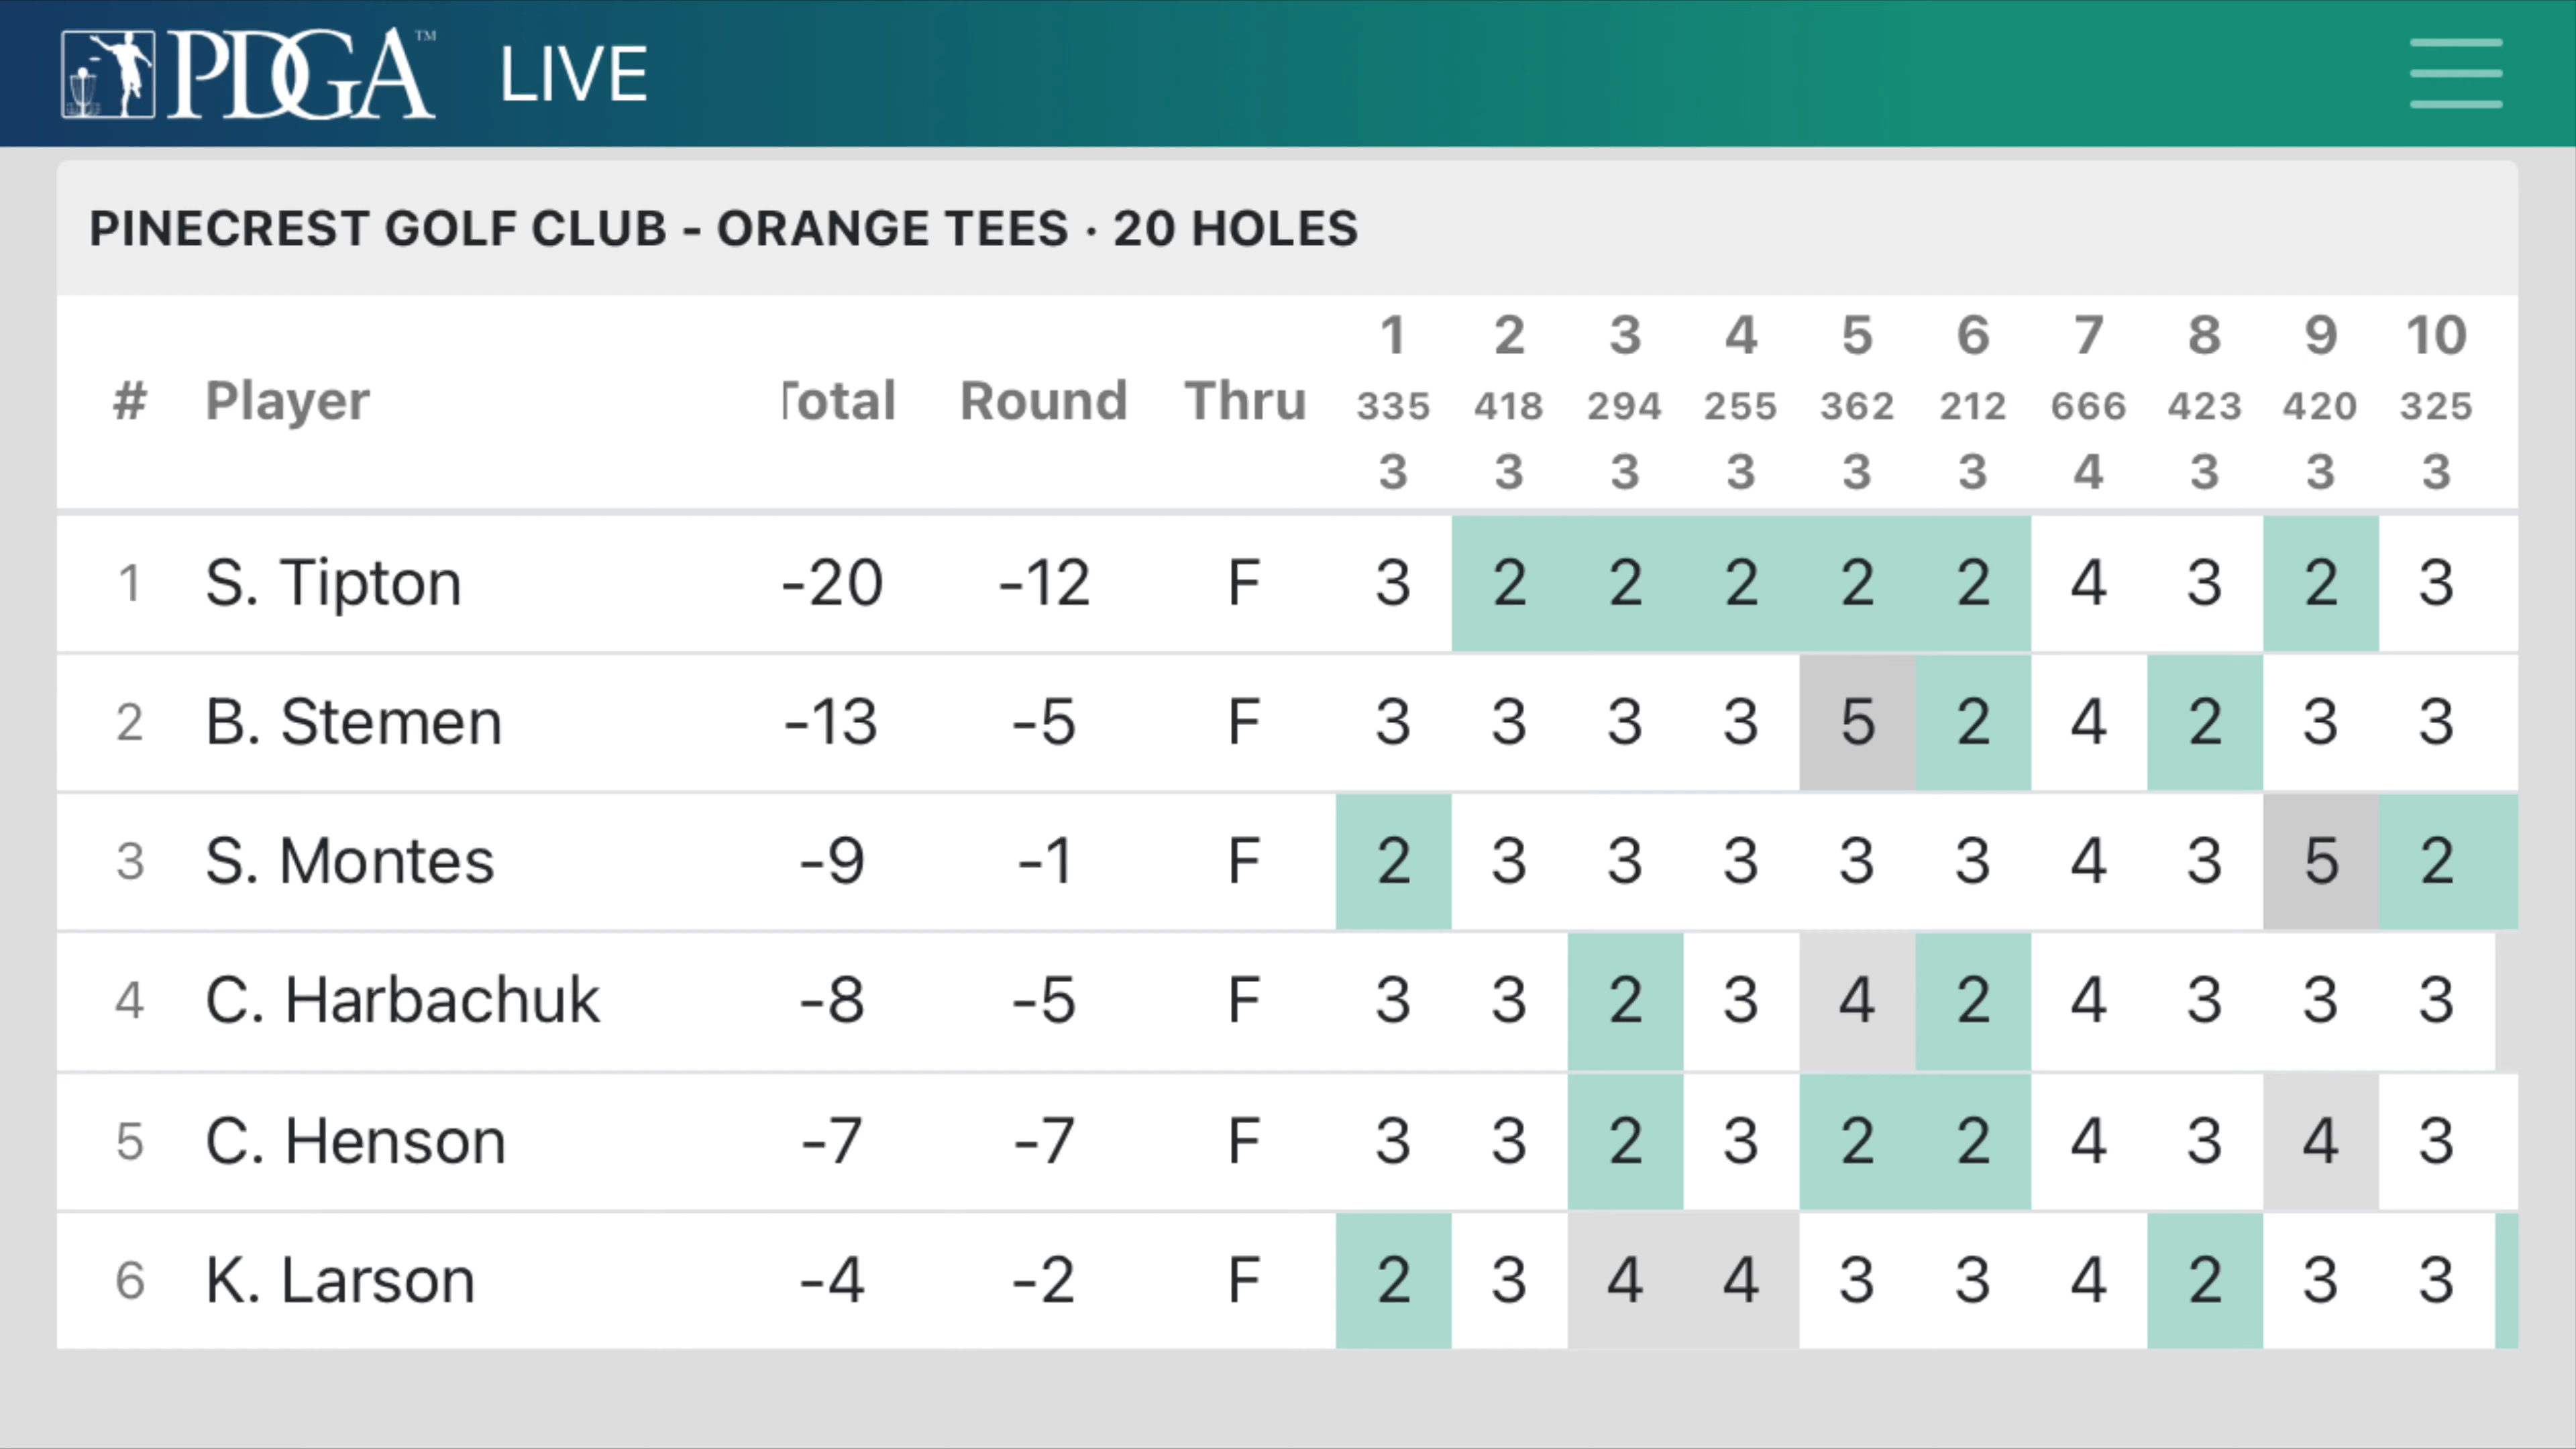 PDGA™ LIVE
PINECREST GOLF CLUB - ORANGE TEES · 20 HOLES
1 2 3 4 5 6 7 8 9 10
# Player Total Round Thru 335 418 294 255 362 212 666 423 420 325
3 3 3 3 3 3 4 3 3 3
1 S. Tipton -20 -12 F 3 2 2 2 2 2 4 3 2 3
2 B. Stemen -13 -5 F 3 3 3 3 5 2 4 2 3 3
3 S. Montes -9 -1 F 2 3 3 3 3 3 4 3 5 2
4 C. Harbachuk -8 -5 F 3 3 2 3 4 2 4 3 3 3
5 C. Henson -7 -7 F 3 3 2 3 2 2 4 3 4 3
6 K. Larson -4 -2 F 2 3 4 4 3 3 4 2 3 3